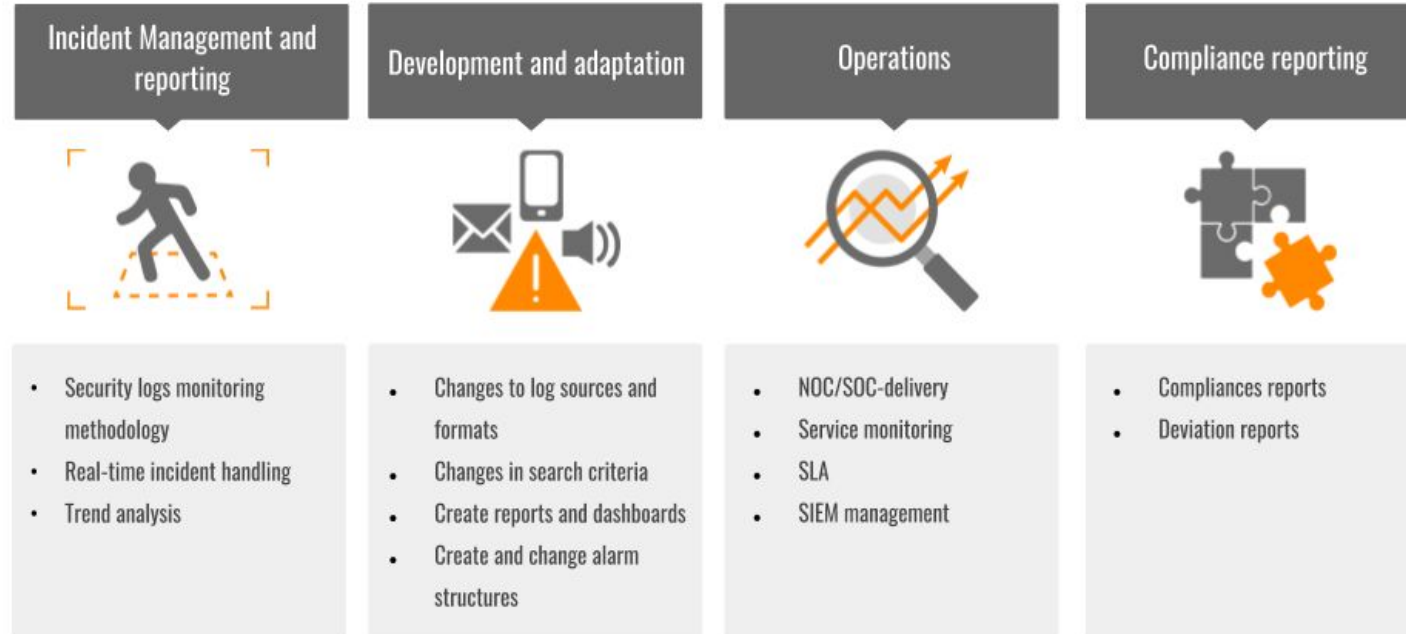 Incident Management and
reporting
Development and adaptation
Operations
Compliance reporting
• Security logs monitoring
methodology
• Real-time incident handling
• Trend analysis
• Changes to log sources and
formats
• Changes in search criteria
• Create reports and dashboards
• Create and change alarm
structures
• NOC/SOC-delivery
• Service monitoring
• SLA
• SIEM management
• Compliances reports
• Deviation reports